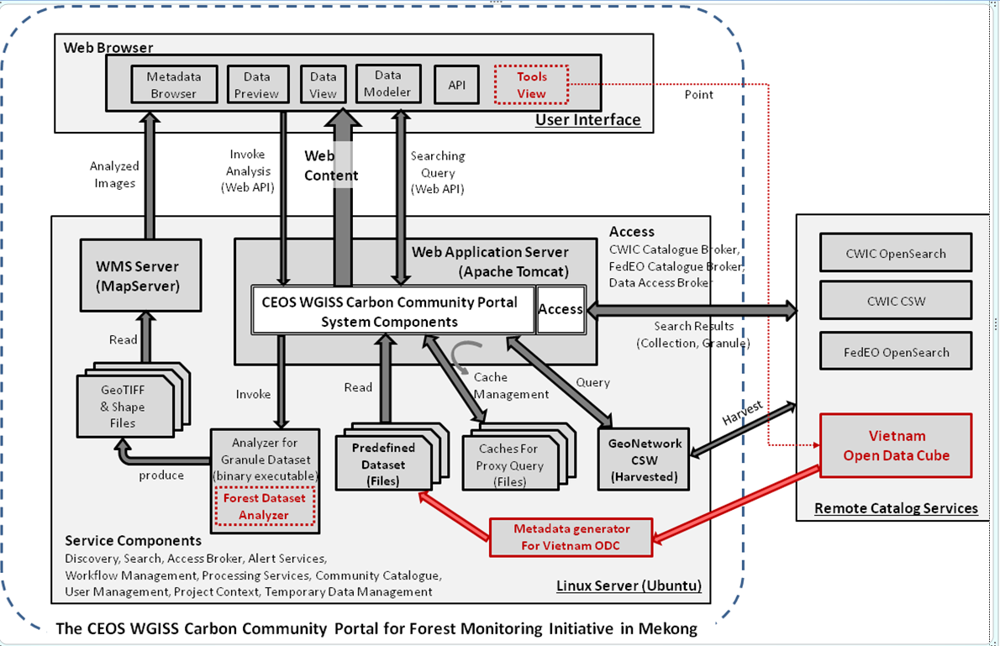 Web Browser
Metadata
Browser
Data
Preview
Data
View
Data
Modeler
API
Tools
View
User Interface
Point
Analyzed
Images
Invoke
Analysis
(Web API)
Web
Content
Searching
Query
(Web API)
WMS Server
(MapServer)
Web Application Server
(Apache Tomcat)
CEOS WGISS Carbon Community Portal
System Components
Access
Access
CWIC Catalogue Broker,
FedEO Catalogue Broker,
Data Access Broker
Search Results
(Collection, Granule)
CWIC OpenSearch
CWIC CSW
FedEO OpenSearch
Vietnam
Open Data Cube
Remote Catalog Services
Read
GeoTIFF
& Shape
Files
produce
Invoke
Analyzer for
Granule Dataset
(binary executable)
Forest Dataset
Analyzer
Read
Predefined
Dataset
(Files)
Cache
Management
Caches For
Proxy Query
(Files)
Query
GeoNetwork
CSW
(Harvested)
Harvest
Metadata generator
For Vietnam ODC
Service Components
Discovery, Search, Access Broker, Alert Services,
Workflow Management, Processing Services, Community Catalogue,
User Management, Project Context, Temporary Data Management
Linux Server (Ubuntu)
The CEOS WGISS Carbon Community Portal for Forest Monitoring Initiative in Mekong